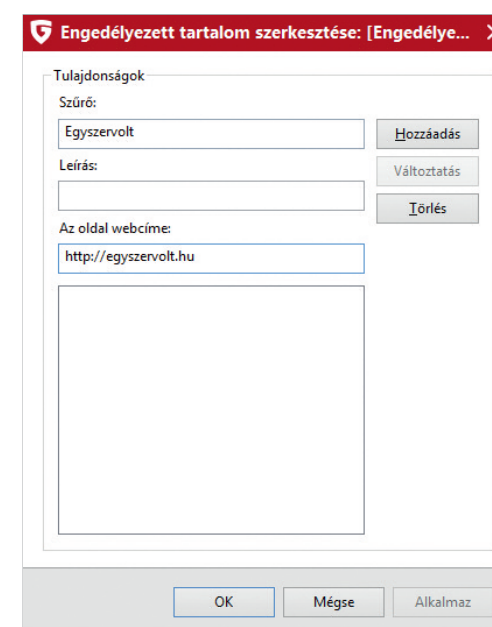 Engedélyezett tartalom szerkesztése: [Engedélye...
Tulajdonságok
Szűrő:
Egyszervolt
Hozzáadás
Leírás:
Változtatás
Törlés
Az oldal webcíme:
http://egyszervolt.hu
OK
Mégse
Alkalmaz